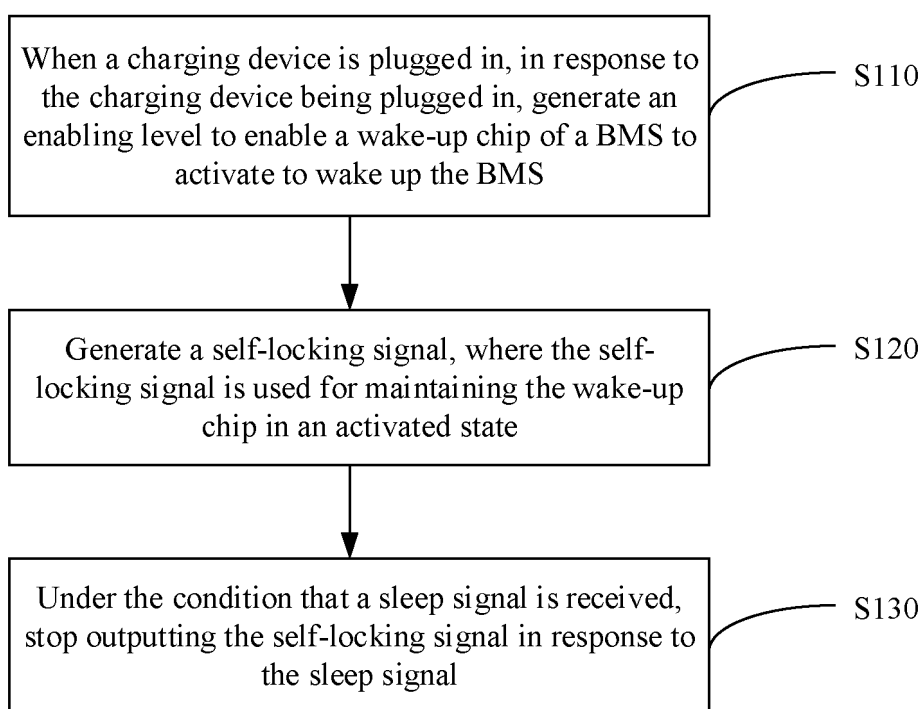 When a charging device is plugged in, in response to
the charging device being plugged in, generate an
enabling level to enable a wake-up chip of a BMS to
activate to wake up the BMS
S110
Generate a self-locking signal, where the self-
locking signal is used for maintaining the wake-up
chip in an activated state
S120
Under the condition that a sleep signal is received,
stop outputting the self-locking signal in response to
the sleep signal
S130